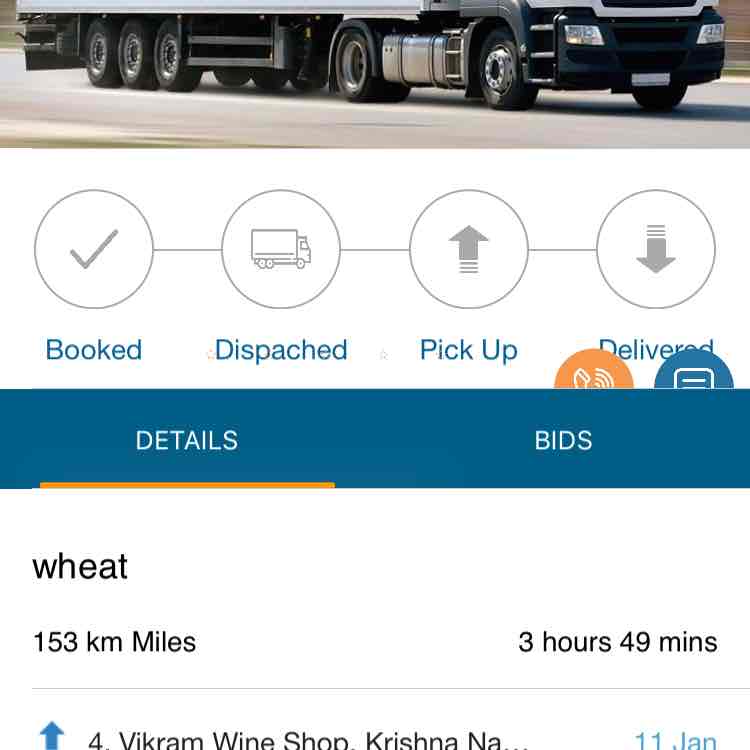 Booked Dispached Pick Up Delivered
DETAILS BIDS
wheat
153 km Miles 3 hours 49 mins
4, Vikram Wine Shop, Krishna Na... 11 Jan